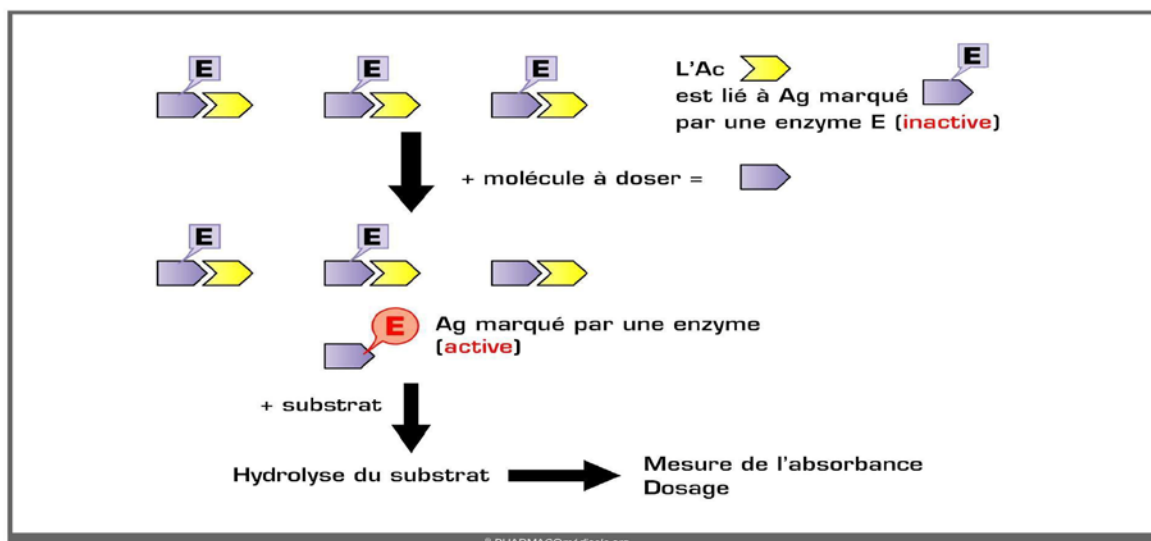 E E E
L'Ac
E
est lié à Ag marqué
par une enzyme E (inactive)
+ molécule à doser =
E E
E
Ag marqué par une enzyme
(active)
+ substrat
Hydrolyse du substrat
Mesure de l'absorbance
Dosage